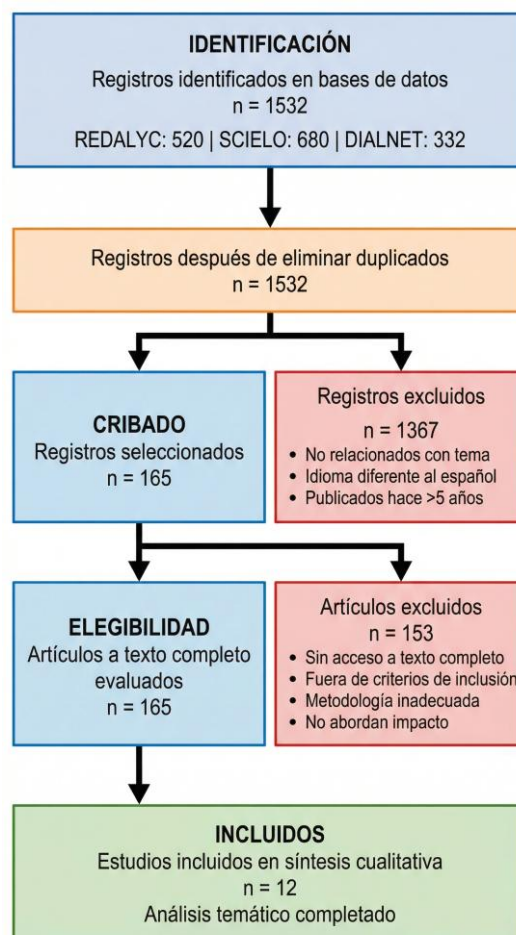 IDENTIFICACIÓN
Registros identificados en bases de datos
n = 1532
REDALYC: 520 | SCIELO: 680 | DIALNET: 332
Registros después de eliminar duplicados
n = 1532
CRIBADO
Registros seleccionados
n = 165
Registros excluidos
n = 1367
• No relacionados con tema
• Idioma diferente al español
• Publicados hace >5 años
ELEGIBILIDAD
Artículos a texto completo
evaluados
n = 165
Artículos excluidos
n = 153
• Sin acceso a texto completo
• Fuera de criterios de inclusión
• Metodología inadecuada
• No abordan impacto
INCLUIDOS
Estudios incluidos en síntesis cualitativa
n = 12
Análisis temático completado